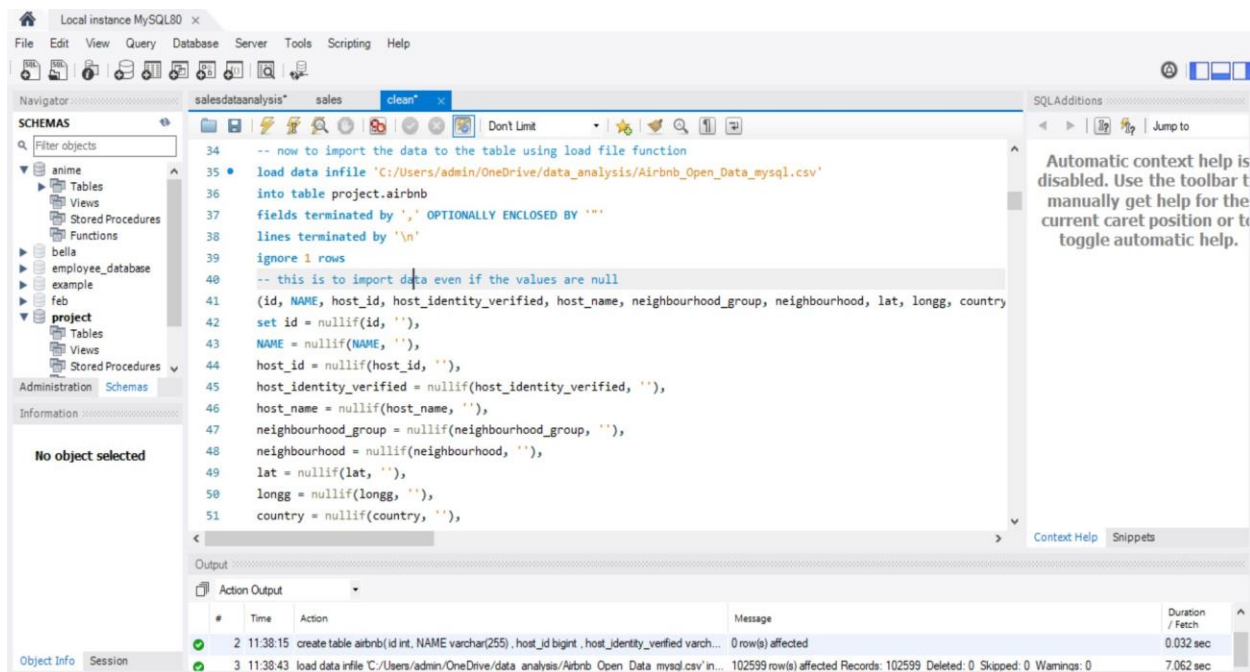 Local instance MySQL80 ×
File Edit View Query Database Server Tools Scripting Help
Navigator
SCHEMAS
Filter objects
anime
Tables
Views
Stored Procedures
Functions
bella
employee_database
example
feb
project
Tables
Views
Stored Procedures
Administration Schemas
Information
No object selected
Object Info Session
salesdataanalysis* sales clean* ×
Don't Limit
34 -- now to import the data to the table using load file function
35 load data infile 'C:/Users/admin/OneDrive/data_analysis/Airbnb_Open_Data_mysql.csv'
36 into table project.airbnb
37 fields terminated by ',' OPTIONALLY ENCLOSED BY '"'
38 lines terminated by '\n'
39 ignore 1 rows
40 -- this is to import data even if the values are null
41 (id, NAME, host_id, host_identity_verified, host_name, neighbourhood_group, neighbourhood, lat, longg, country
42 set id = nullif(id, ''),
43 NAME = nullif(NAME, ''),
44 host_id = nullif(host_id, ''),
45 host_identity_verified = nullif(host_identity_verified, ''),
46 host_name = nullif(host_name, ''),
47 neighbourhood_group = nullif(neighbourhood_group, ''),
48 neighbourhood = nullif(neighbourhood, ''),
49 lat = nullif(lat, ''),
50 longg = nullif(longg, ''),
51 country = nullif(country, ''),
SQLAdditions
Jump to
Automatic context help is
disabled. Use the toolbar t
manually get help for the
current caret position or to
toggle automatic help.
Context Help Snippets
Output
Action Output
# Time Action Message Duration / Fetch
2 11:38:15 create table airbnb( id int, NAME varchar(255) , host_id bigint , host_identity_verified varch... 0 row(s) affected 0.032 sec
3 11:38:43 load data infile 'C:/Users/admin/OneDrive/data_analysis/Airbnb_Open_Data_mysql.csv' in... 102599 row(s) affected Records: 102599 Deleted: 0 Skipped: 0 Warnings: 0 7.062 sec